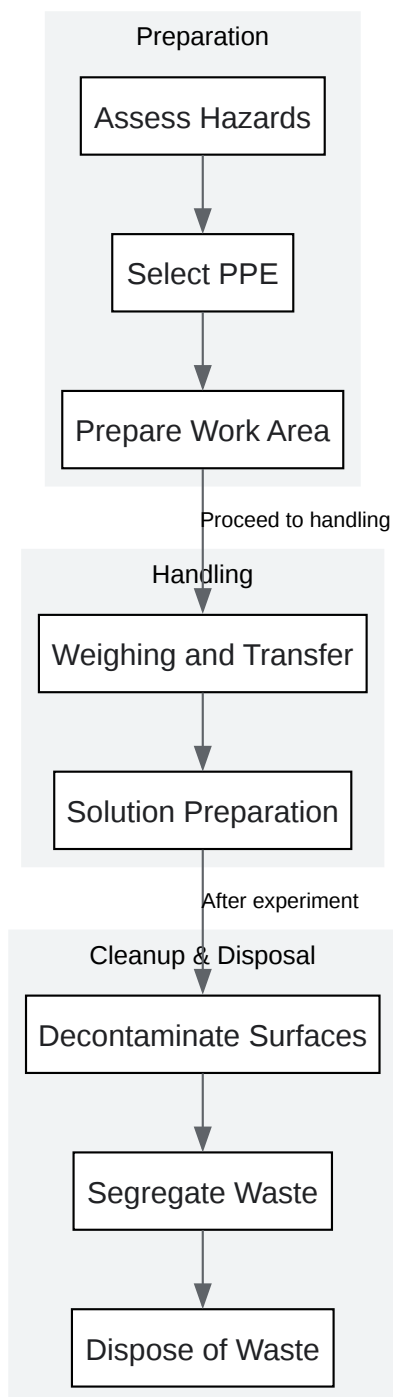 Preparation
Assess Hazards
Select PPE
Prepare Work Area
Proceed to handling
Handling
Weighing and Transfer
Solution Preparation
After experiment
Cleanup & Disposal
Decontaminate Surfaces
Segregate Waste
Dispose of Waste